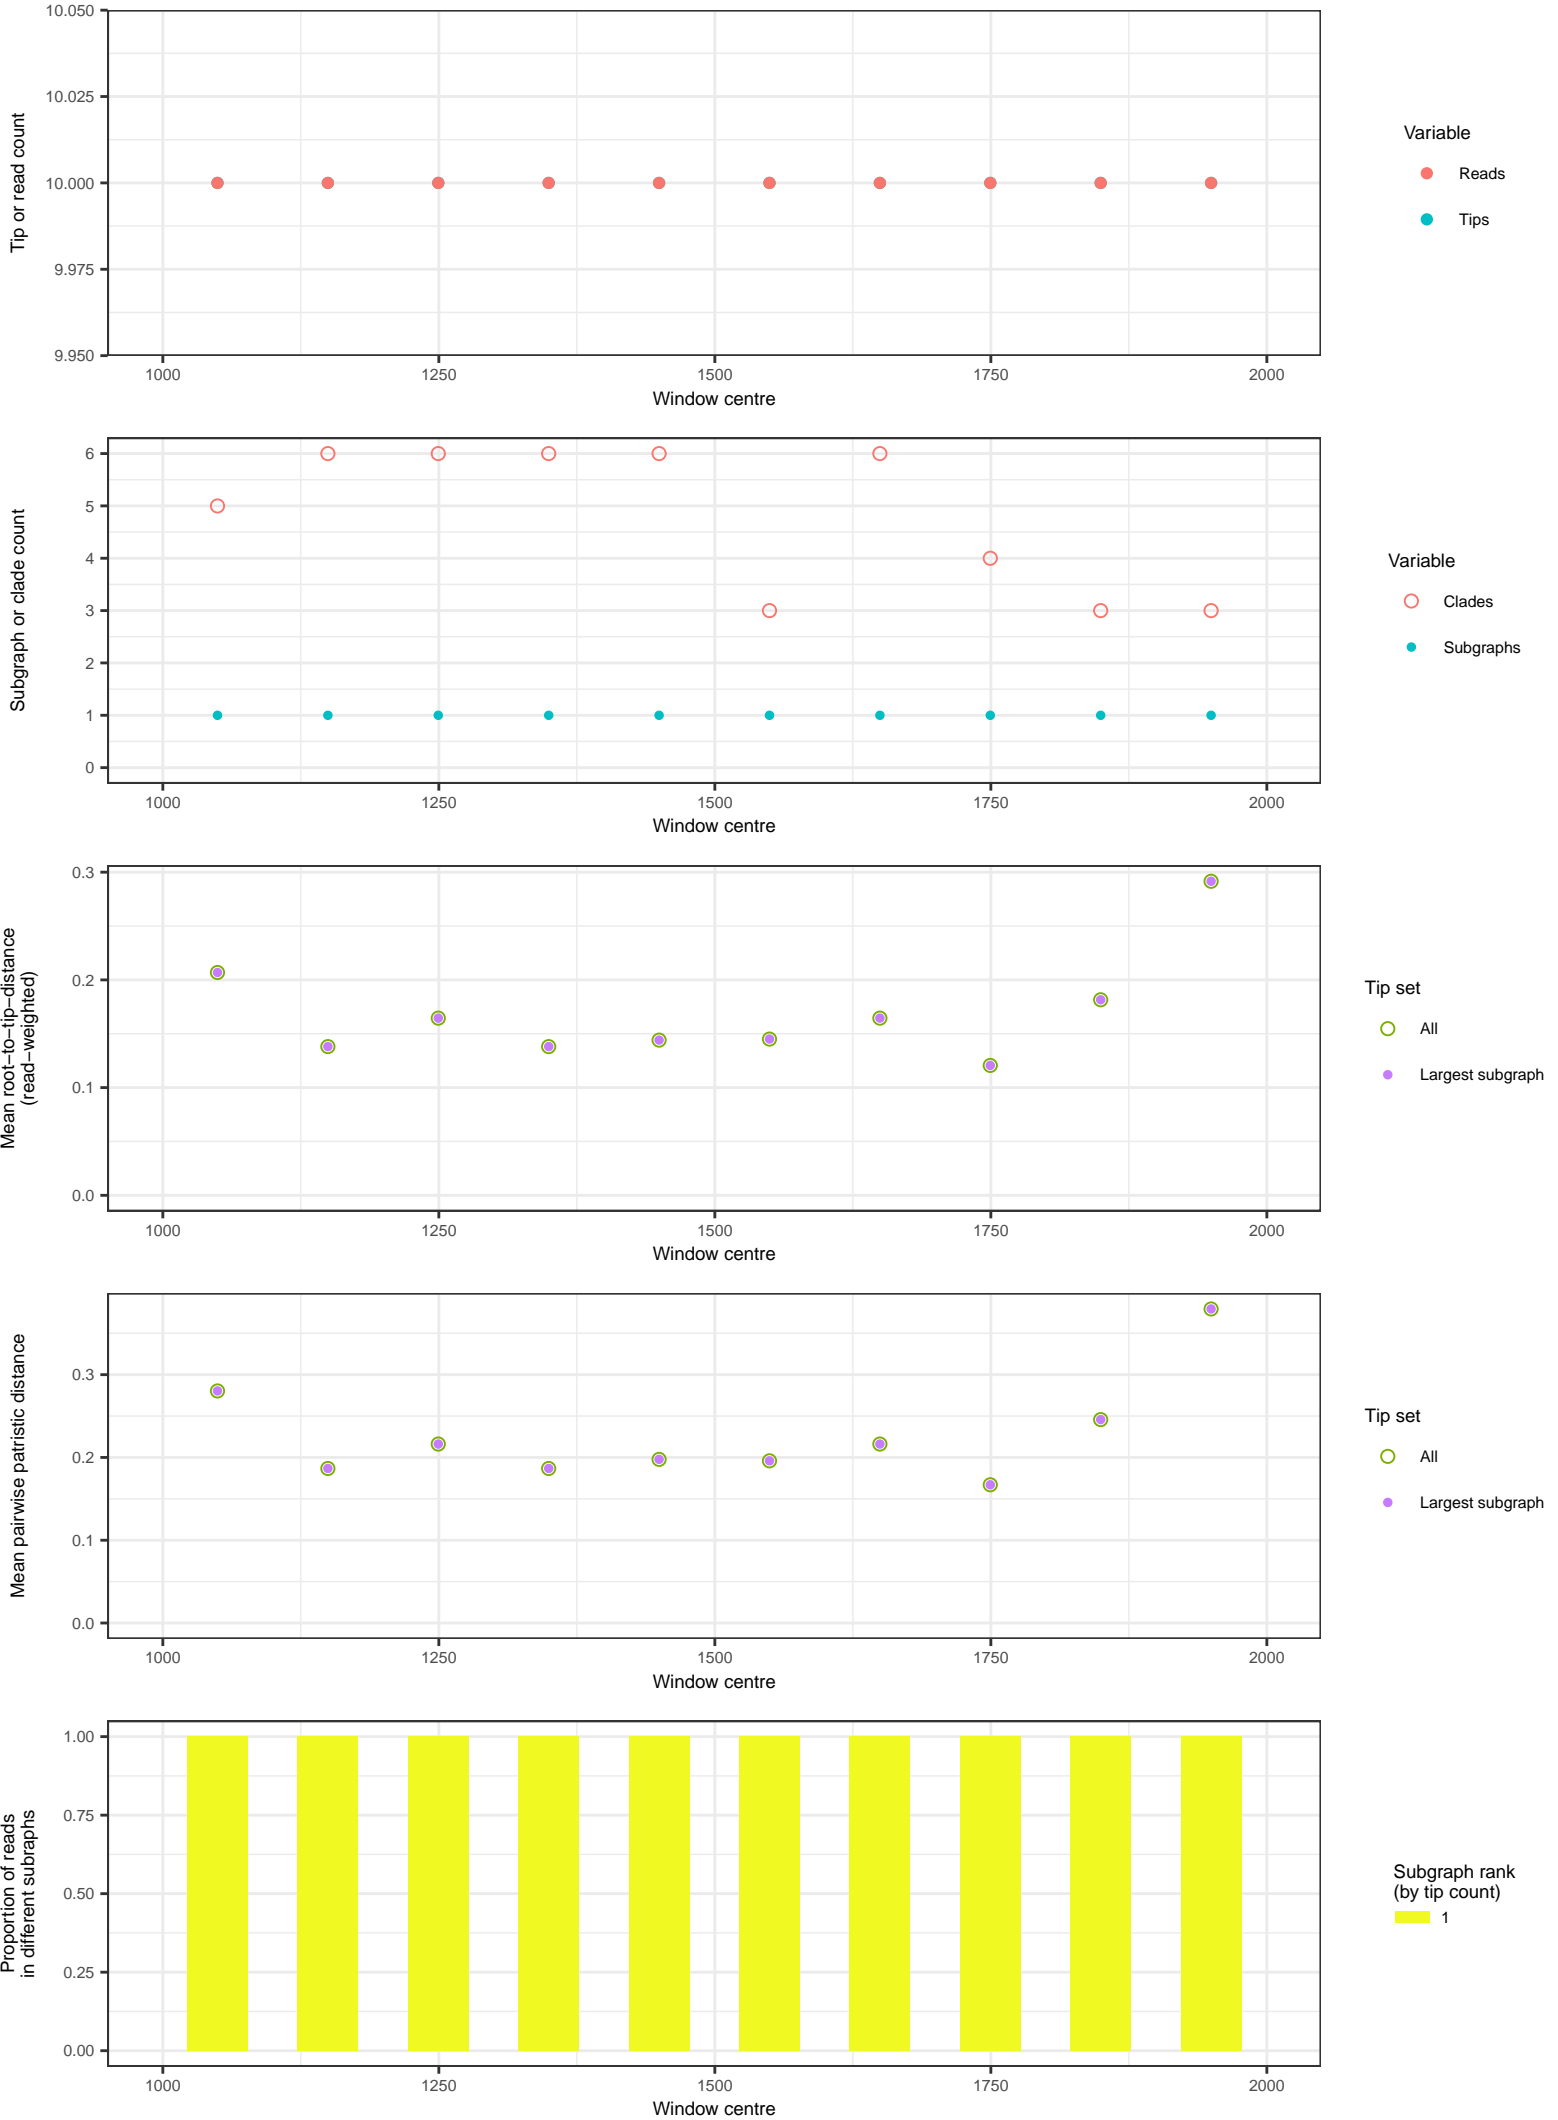 10.050
10.025
10.000
9.975
9.950
Tip or read count
1000 1250 1500 1750 2000
Window centre
Variable
Reads
Tips
6
5
4
3
2
1
0
Subgraph or clade count
1000 1250 1500 1750 2000
Window centre
Variable
Clades
Subgraphs
0.3
0.2
0.1
0.0
Mean root−to−tip−distance
(read−weighted)
1000 1250 1500 1750 2000
Window centre
Tip set
All
Largest subgraph
0.3
0.2
0.1
0.0
Mean pairwise patristic distance
1000 1250 1500 1750 2000
Window centre
Tip set
All
Largest subgraph
1.00
0.75
0.50
0.25
0.00
Proportion of reads
in different subraphs
1000 1250 1500 1750 2000
Window centre
Subgraph rank
(by tip count)
1